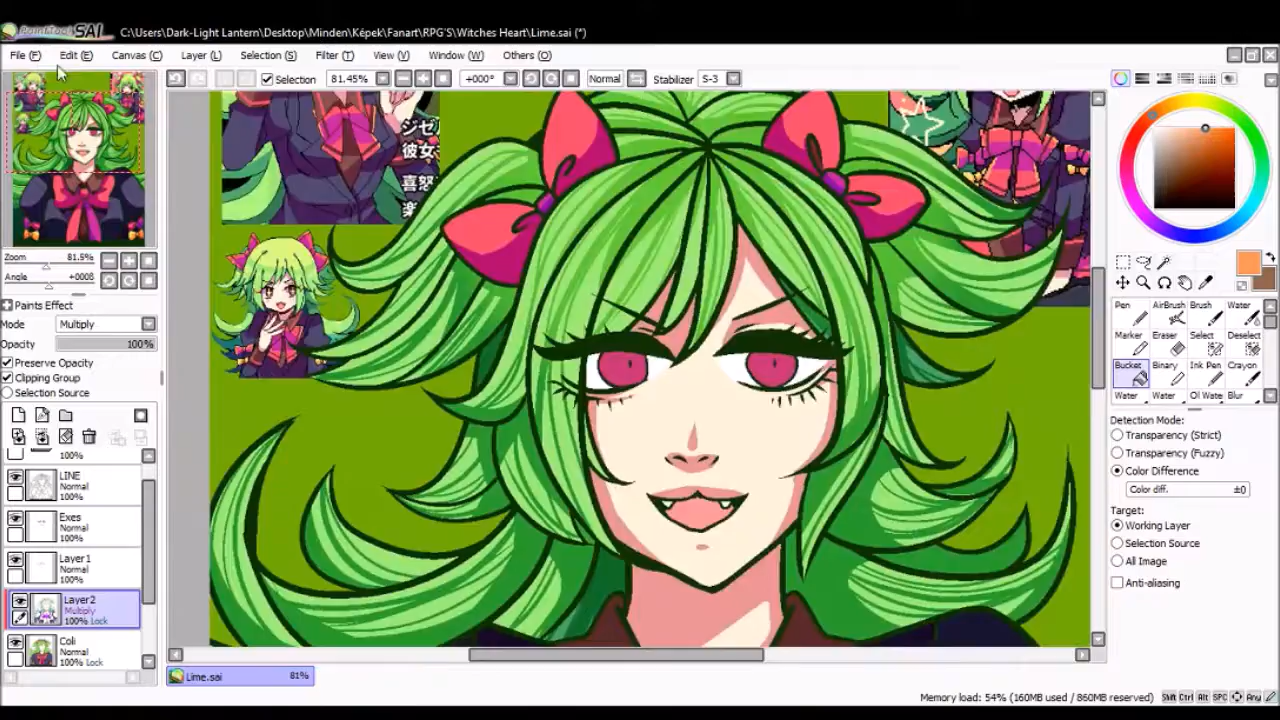 PaintTool SAI C:\Users\Dark-Light Lantern\Desktop\Minden\Képek\Fanart\RPG'S\Witches Heart\Lime.sai (*)
File (F) Edit (E) Canvas (C) Layer (L) Selection (S) Filter (T) View (V) Window (W) Others (O)
Selection 81.45% +000° Normal Stabilizer S-3
ジゼル
彼女
喜怒
楽
Zoom 81.5%
Angle +000θ
Paints Effect
Mode Multiply
Opacity 100%
Preserve Opacity
Clipping Group
Selection Source
100%
LINE
Normal
100%
Exes
Normal
100%
Layer1
Normal
100%
Layer2
Multiply
100% Lock
Coli
Normal
100% Lock
Pen AirBrush Brush Water
Marker Eraser Select Deselect
Bucket Binary Ink Pen Crayon
Water Water Oil Wate Blur
Detection Mode:
Transparency (Strict)
Transparency (Fuzzy)
Color Difference
Color diff. ±0
Target:
Working Layer
Selection Source
All Image
Anti-aliasing
Lime.sai 81%
Memory load: 54% (160MB used / 860MB reserved) Shift Ctrl Alt SPC Any